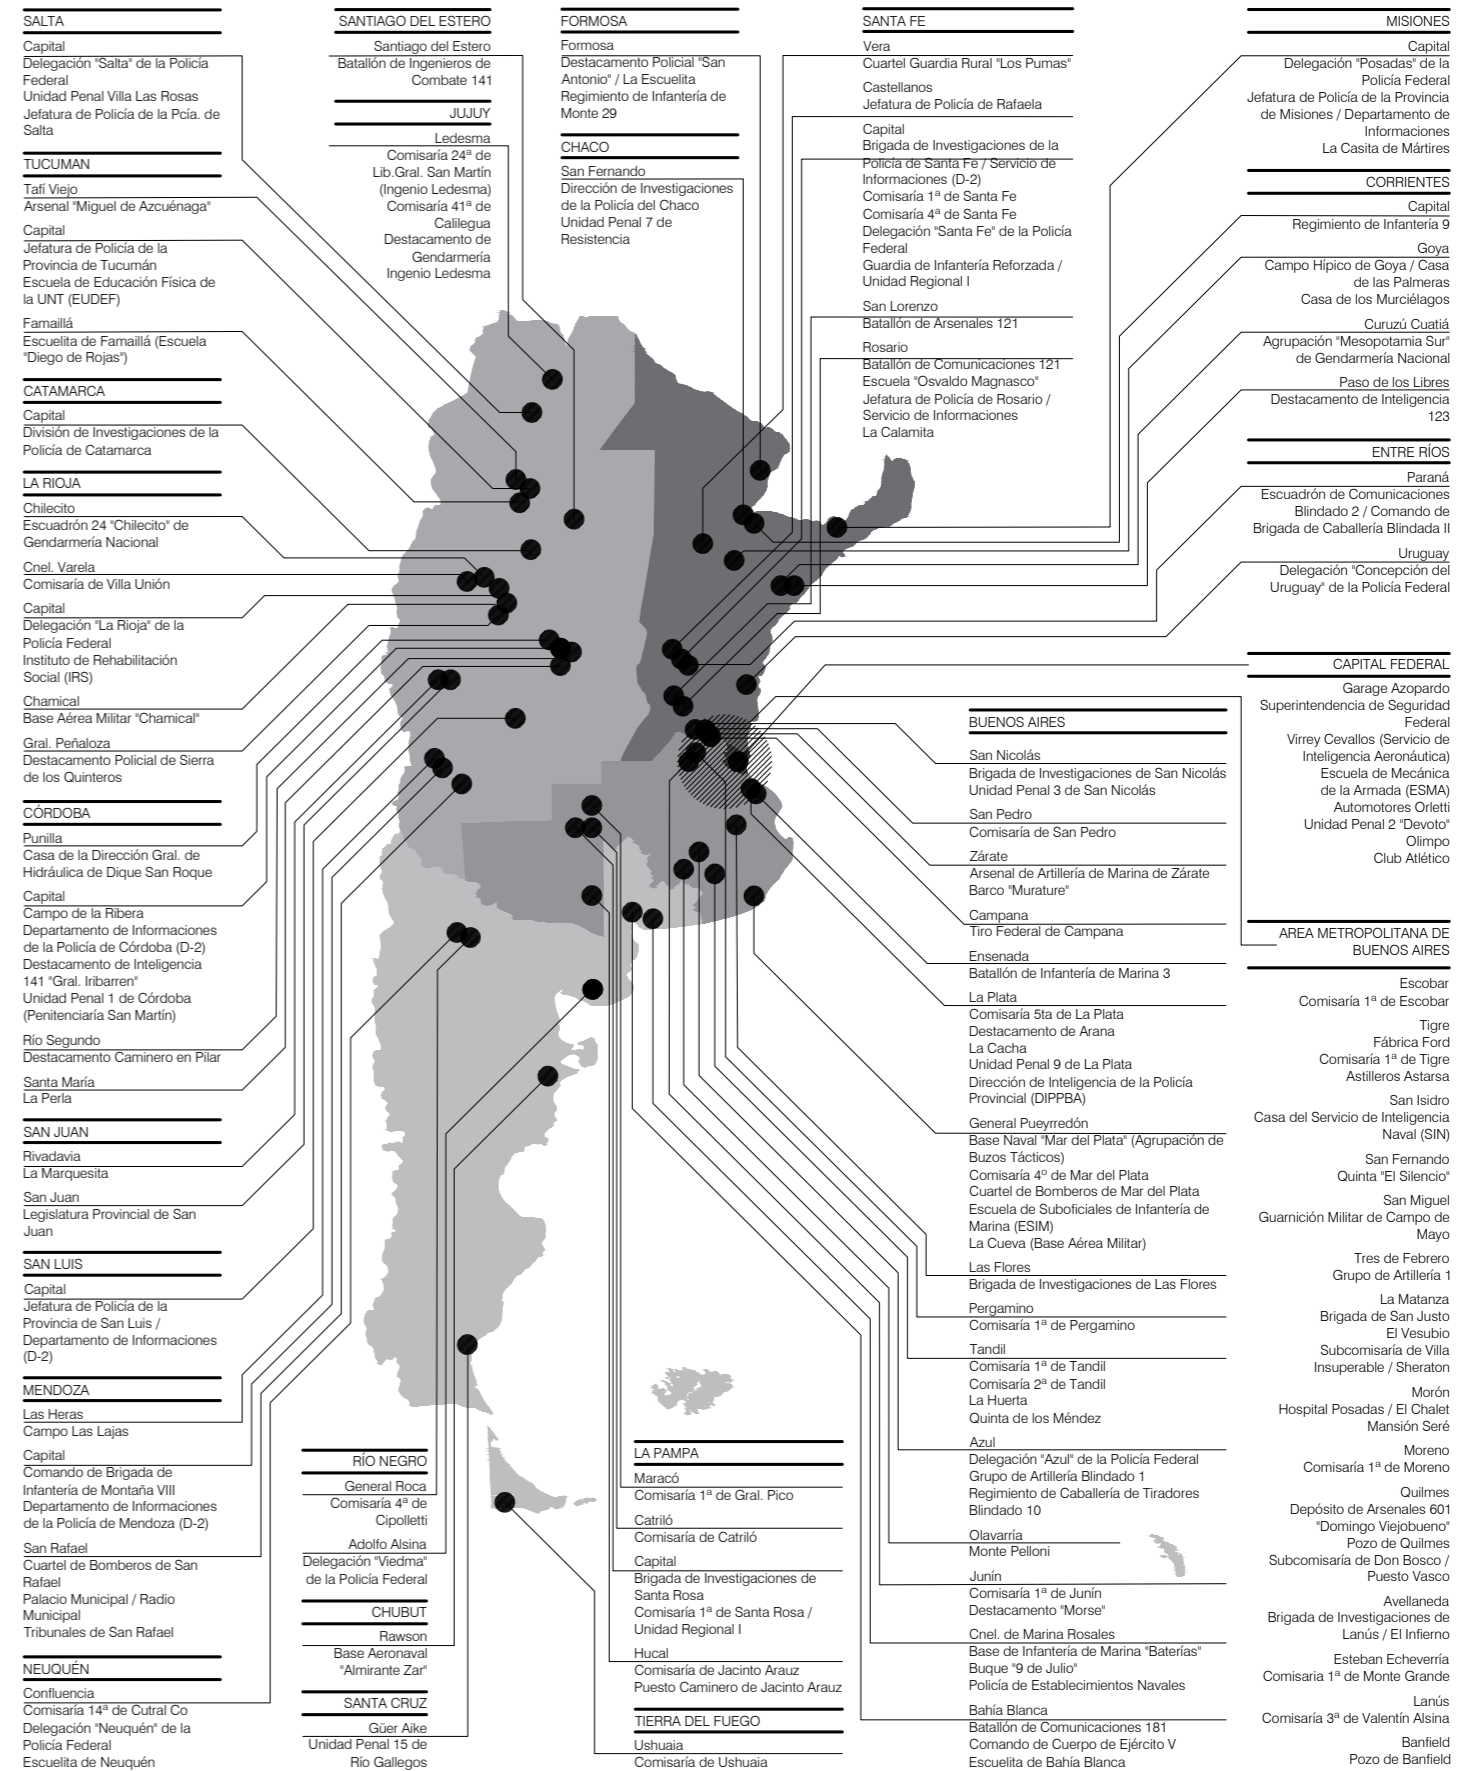 SALTA
Capital
Delegación "Salta" de la Policía
Federal
Unidad Penal Villa Las Rosas
Jefatura de Policía de la Pcía. de
Salta
TUCUMAN
Tafí Viejo
Arsenal "Miguel de Azcuénaga"
Capital
Jefatura de Policía de la
Provincia de Tucumán
Escuela de Educación Física de
la UNT (EUDEF)
Famaillá
Escuelita de Famaillá (Escuela
"Diego de Rojas")
CATAMARCA
Capital
División de Investigaciones de la
Policía de Catamarca
LA RIOJA
Chilecito
Escuadrón 24 "Chilecito" de
Gendarmería Nacional
Cnel. Varela
Comisaría de Villa Unión
Capital
Delegación "La Rioja" de la
Policía Federal
Instituto de Rehabilitación
Social (IRS)
Chamical
Base Aérea Militar "Chamical"
Gral. Peñaloza
Destacamento Policial de Sierra
de los Quinteros
CÓRDOBA
Punilla
Casa de la Dirección Gral. de
Hidráulica de Dique San Roque
Capital
Campo de la Ribera
Departamento de Informaciones
de la Policía de Córdoba (D-2)
Destacamento de Inteligencia
141 "Gral. Iribarren"
Unidad Penal 1 de Córdoba
(Penitenciaría San Martín)
Río Segundo
Destacamento Caminero en Pilar
Santa María
La Perla
SAN JUAN
Rivadavia
La Marquesita
San Juan
Legislatura Provincial de San
Juan
SAN LUIS
Capital
Jefatura de Policía de la
Provincia de San Luis /
Departamento de Informaciones
(D-2)
MENDOZA
Las Heras
Campo Las Lajas
Capital
Comando de Brigada de
Infantería de Montaña VIII
Departamento de Informaciones
de la Policía de Mendoza (D-2)
San Rafael
Cuartel de Bomberos de San
Rafael
Palacio Municipal / Radio
Municipal
Tribunales de San Rafael
NEUQUÉN
Confluencia
Comisaría 14ª de Cutral Co
Delegación "Neuquén" de la
Policía Federal
Escuelita de Neuquén
SANTIAGO DEL ESTERO
Santiago del Estero
Batallón de Ingenieros de
Combate 141
JUJUY
Ledesma
Comisaría 24ª de
Lib.Gral. San Martín
(Ingenio Ledesma)
Comisaría 41ª de
Calilegua
Destacamento de
Gendarmería
Ingenio Ledesma
FORMOSA
Formosa
Destacamento Policial "San
Antonio" / La Escuelita
Regimiento de Infantería de
Monte 29
CHACO
San Fernando
Dirección de Investigaciones
de la Policía del Chaco
Unidad Penal 7 de
Resistencia
SANTA FE
Vera
Cuartel Guardia Rural "Los Pumas"
Castellanos
Jefatura de Policía de Rafaela
Capital
Brigada de Investigaciones de la
Policía de Santa Fe / Servicio de
Informaciones (D-2)
Comisaría 1ª de Santa Fe
Comisaría 4ª de Santa Fe
Delegación "Santa Fe" de la Policía
Federal
Guardia de Infantería Reforzada /
Unidad Regional I
San Lorenzo
Batallón de Arsenales 121
Rosario
Batallón de Comunicaciones 121
Escuela "Osvaldo Magnasco"
Jefatura de Policía de Rosario /
Servicio de Informaciones
La Calamita
MISIONES
Capital
Delegación "Posadas" de la
Policía Federal
Jefatura de Policía de la Provincia
de Misiones / Departamento de
Informaciones
La Casita de Mártires
CORRIENTES
Capital
Regimiento de Infantería 9
Goya
Campo Hípico de Goya / Casa
de las Palmeras
Casa de los Murciélagos
Curuzú Cuatiá
Agrupación "Mesopotamia Sur"
de Gendarmería Nacional
Paso de los Libres
Destacamento de Inteligencia
123
ENTRE RÍOS
Paraná
Escuadrón de Comunicaciones
Blindado 2 / Comando de
Brigada de Caballería Blindada II
Uruguay
Delegación "Concepción del
Uruguay" de la Policía Federal
CAPITAL FEDERAL
Garage Azopardo
Superintendencia de Seguridad
Federal
Virrey Cevallos (Servicio de
Inteligencia Aeronáutica)
Escuela de Mecánica
de la Armada (ESMA)
Automotores Orletti
Unidad Penal 2 "Devoto"
Olimpo
Club Atlético
AREA METROPOLITANA DE
BUENOS AIRES
Escobar
Comisaría 1ª de Escobar
Tigre
Fábrica Ford
Comisaría 1ª de Tigre
Astilleros Astarsa
San Isidro
Casa del Servicio de Inteligencia
Naval (SIN)
San Fernando
Quinta "El Silencio"
San Miguel
Guarnición Militar de Campo de
Mayo
Tres de Febrero
Grupo de Artillería 1
La Matanza
Brigada de San Justo
El Vesubio
Subcomisaría de Villa
Insuperable / Sheraton
Morón
Hospital Posadas / El Chalet
Mansión Seré
Moreno
Comisaría 1ª de Moreno
Quilmes
Depósito de Arsenales 601
"Domingo Viejobueno"
Pozo de Quilmes
Subcomisaría de Don Bosco /
Puesto Vasco
Avellaneda
Brigada de Investigaciones de
Lanús / El Infierno
Esteban Echeverría
Comisaria 1ª de Monte Grande
Lanús
Comisaría 3ª de Valentín Alsina
Banfield
Pozo de Banfield
BUENOS AIRES
San Nicolás
Brigada de Investigaciones de San Nicolás
Unidad Penal 3 de San Nicolás
San Pedro
Comisaría de San Pedro
Zárate
Arsenal de Artillería de Marina de Zárate
Barco "Murature"
Campana
Tiro Federal de Campana
Ensenada
Batallón de Infantería de Marina 3
La Plata
Comisaría 5ta de La Plata
Destacamento de Arana
La Cacha
Unidad Penal 9 de La Plata
Dirección de Inteligencia de la Policía
Provincial (DIPPBA)
General Pueyrredón
Base Naval "Mar del Plata" (Agrupación de
Buzos Tácticos)
Comisaría 4º de Mar del Plata
Cuartel de Bomberos de Mar del Plata
Escuela de Suboficiales de Infantería de
Marina (ESIM)
La Cueva (Base Aérea Militar)
Las Flores
Brigada de Investigaciones de Las Flores
Pergamino
Comisaría 1ª de Pergamino
Tandil
Comisaría 1ª de Tandil
Comisaría 2ª de Tandil
La Huerta
Quinta de los Méndez
Azul
Delegación "Azul" de la Policía Federal
Grupo de Artillería Blindado 1
Regimiento de Caballería de Tiradores
Blindado 10
Olavarría
Monte Pelloni
Junín
Comisaría 1ª de Junín
Destacamento "Morse"
Cnel. de Marina Rosales
Base de Infantería de Marina "Baterías"
Buque "9 de Julio"
Policía de Establecimientos Navales
Bahía Blanca
Batallón de Comunicaciones 181
Comando de Cuerpo de Ejército V
Escuelita de Bahía Blanca
RÍO NEGRO
General Roca
Comisaría 4ª de
Cipolletti
Adolfo Alsina
Delegación "Viedma"
de la Policía Federal
CHUBUT
Rawson
Base Aeronaval
"Almirante Zar"
SANTA CRUZ
Güer Aike
Unidad Penal 15 de
Río Gallegos
LA PAMPA
Maracó
Comisaría 1ª de Gral. Pico
Catriló
Comisaría de Catriló
Capital
Brigada de Investigaciones de
Santa Rosa
Comisaría 1ª de Santa Rosa /
Unidad Regional I
Hucal
Comisaría de Jacinto Arauz
Puesto Caminero de Jacinto Arauz
TIERRA DEL FUEGO
Ushuaia
Comisaría de Ushuaia